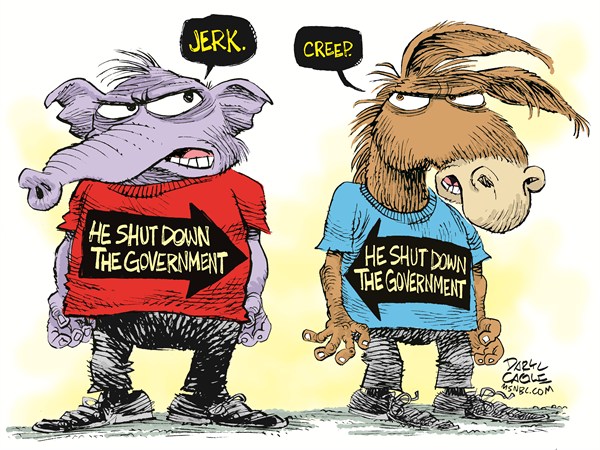 JERK.
CREEP.
HE SHUT DOWN
THE GOVERNMENT
HE SHUT DOWN
THE GOVERNMENT
DARYL
CAGLE
MSNBC.COM